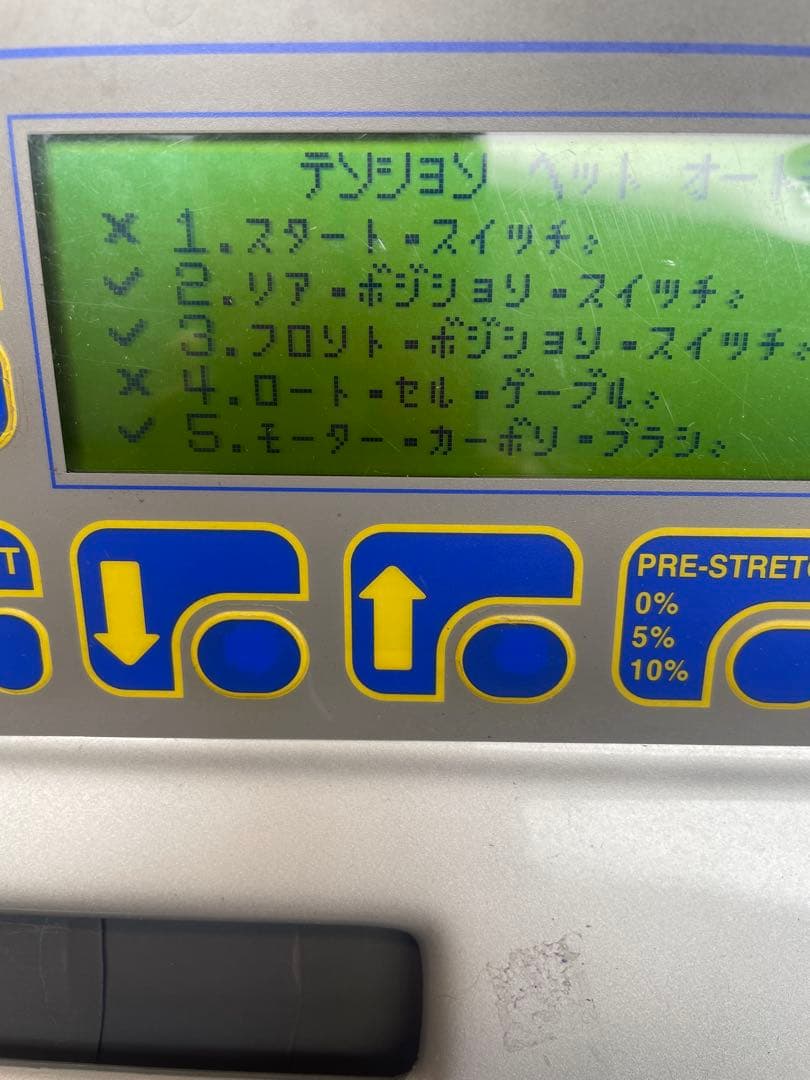 テンション ヘッド オート
✗ 1.スタート・スイッチ。
✓ 2.リア・ポジション・スイッチ。
✓ 3.フロント・ポジション・スイッチ。
✗ 4.ロート・セル・ケーブル。
✓ 5.モーター・カーボン・ブラシ。
T
PRE-STRETC
0%
5%
10%